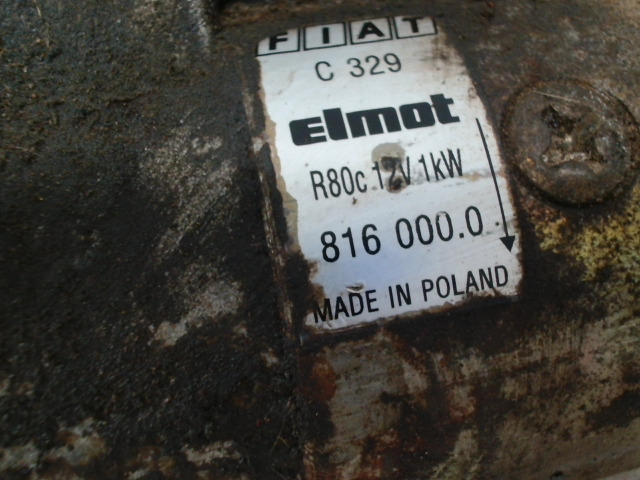 FIAT
C 329
elmot
R80c 12V 1kW
816 000.0
MADE IN POLAND